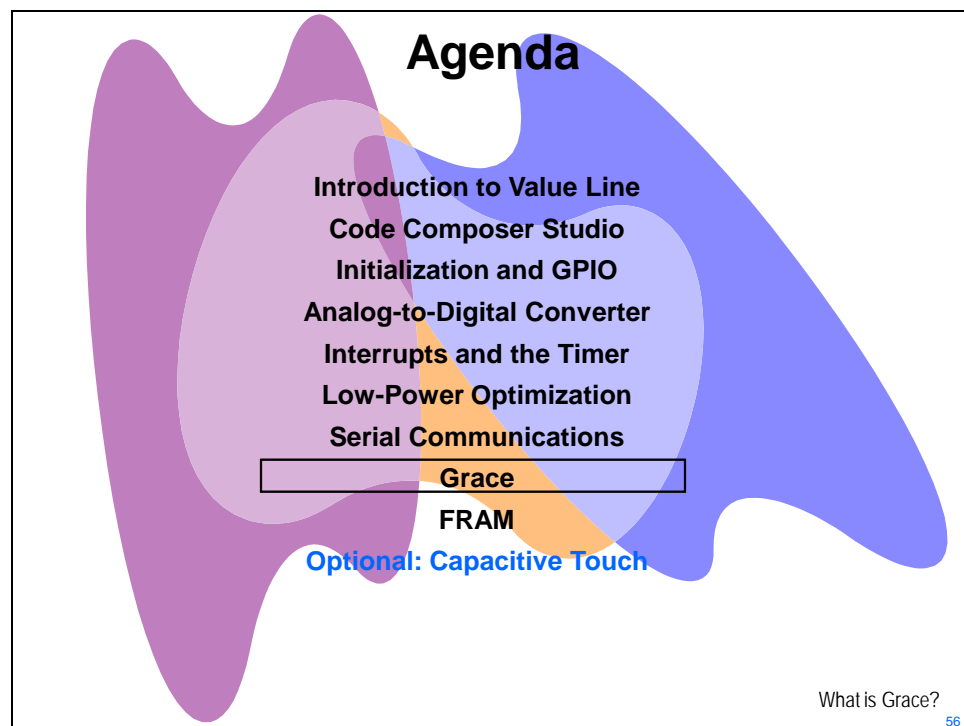 Agenda
Introduction to Value Line
Code Composer Studio
Initialization and GPIO
Analog-to-Digital Converter
Interrupts and the Timer
Low-Power Optimization
Serial Communications
Grace
FRAM
Optional: Capacitive Touch
What is Grace?
56